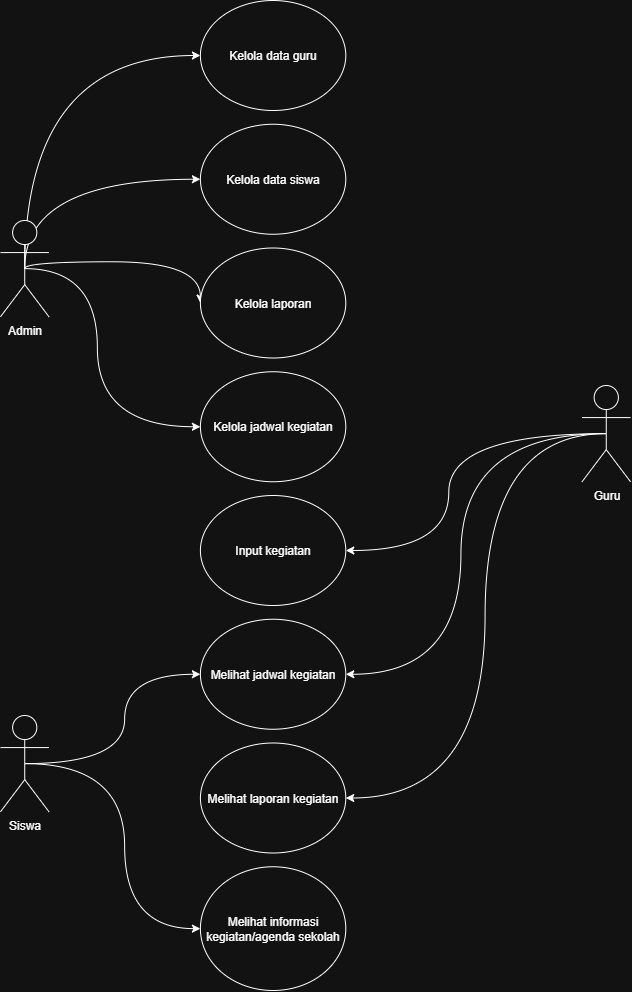 Kelola data guru
Kelola data siswa
Kelola laporan
Admin
Kelola jadwal kegiatan
Guru
Input kegiatan
Melihat jadwal kegiatan
Melihat laporan kegiatan
Siswa
Melihat informasi
kegiatan/agenda sekolah